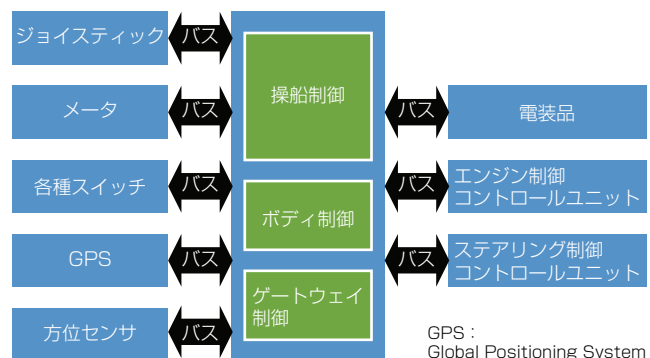 ジョイスティック
バス
メータ
バス
各種スイッチ
バス
GPS
バス
方位センサ
バス
操船制御
ボディ制御
ゲートウェイ
制御
バス
電装品
バス
エンジン制御
コントロールユニット
バス
ステアリング制御
コントロールユニット
GPS：
Global Positioning System